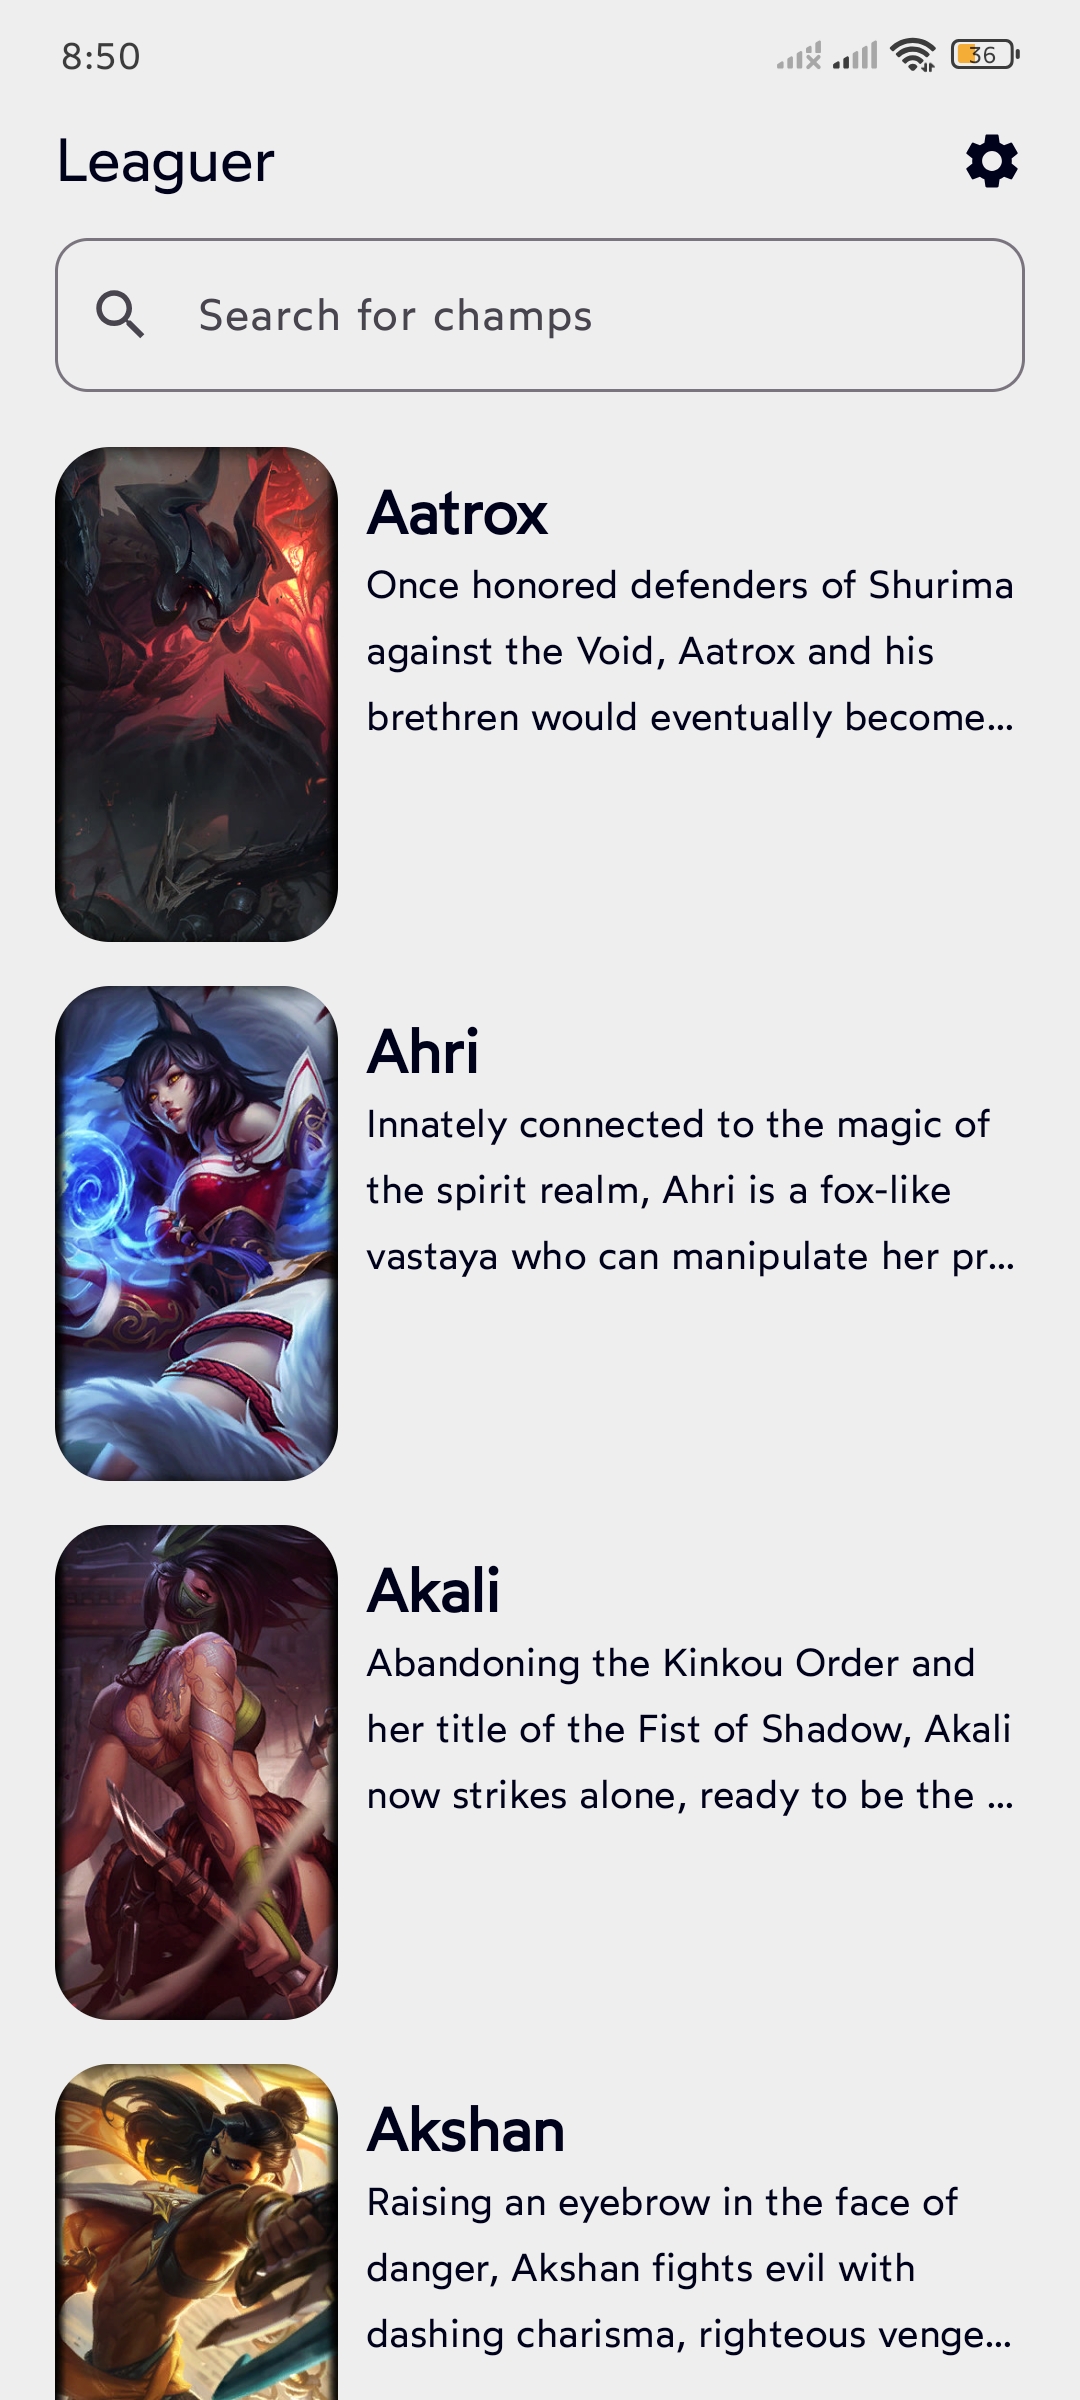 8:50
36
Leaguer
Search for champs
Aatrox
Once honored defenders of Shurima
against the Void, Aatrox and his
brethren would eventually become...
Ahri
Innately connected to the magic of
the spirit realm, Ahri is a fox-like
vastaya who can manipulate her pr...
Akali
Abandoning the Kinkou Order and
her title of the Fist of Shadow, Akali
now strikes alone, ready to be the ...
Akshan
Raising an eyebrow in the face of
danger, Akshan fights evil with
dashing charisma, righteous venge...